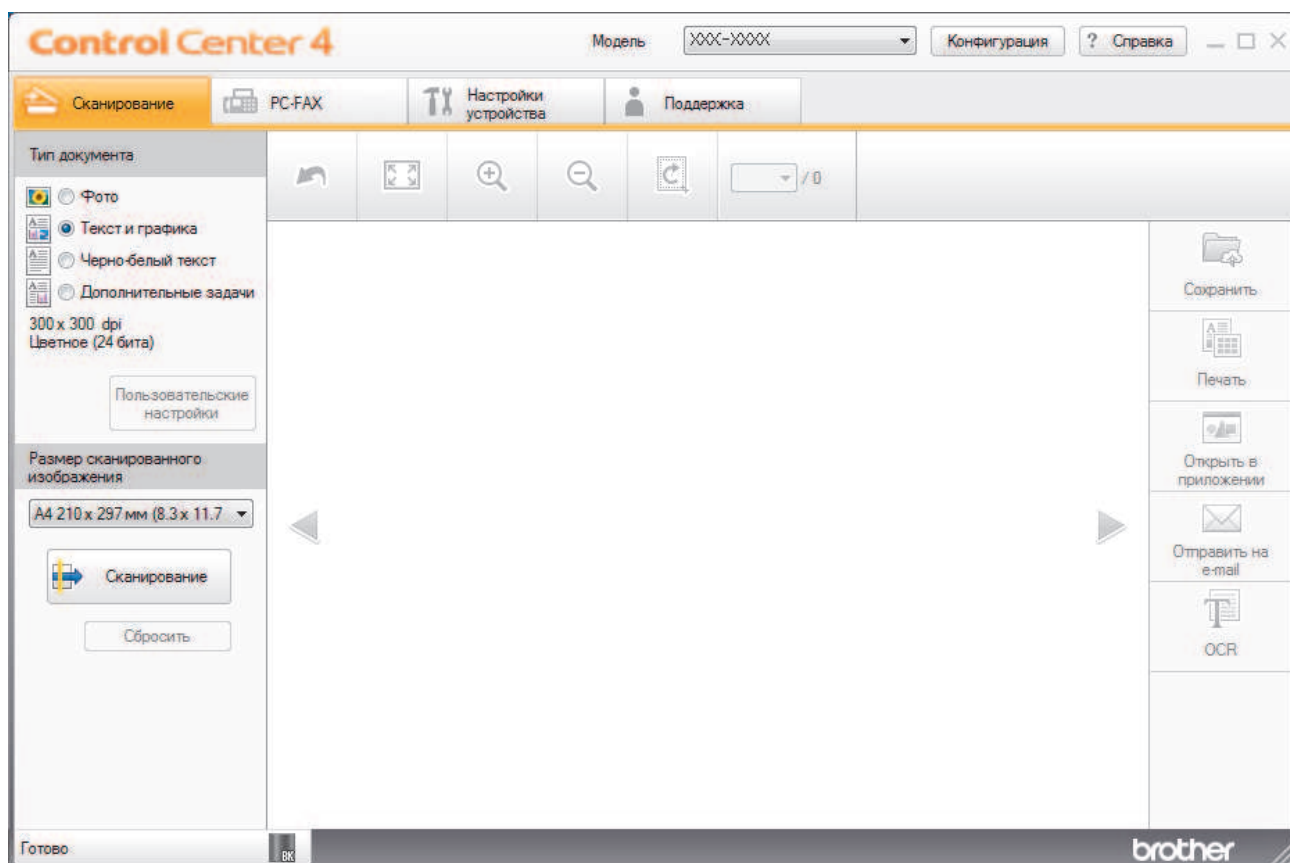 Control Center 4
Модель
XXX-XXXX
Конфигурация
? Справка
Сканирование
PC-FAX
Настройки
устройства
Поддержка
Тип документа
/ 0
Фото
Текст и графика
Черно-белый текст
Дополнительные задачи
300 x 300 dpi
Цветное (24 бита)
Пользовательские
настройки
Размер сканированного
изображения
A4 210 x 297 мм (8.3 x 11.7
Сканирование
Сбросить
Сохранить
Печать
Открыть в
приложении
Отправить на
e-mail
OCR
Готово
BK
brother